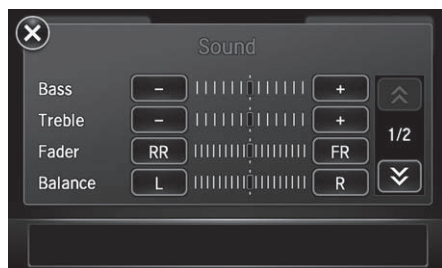 Sound
Bass - +
Treble - +
1/2
Fader RR FR
Balance L R